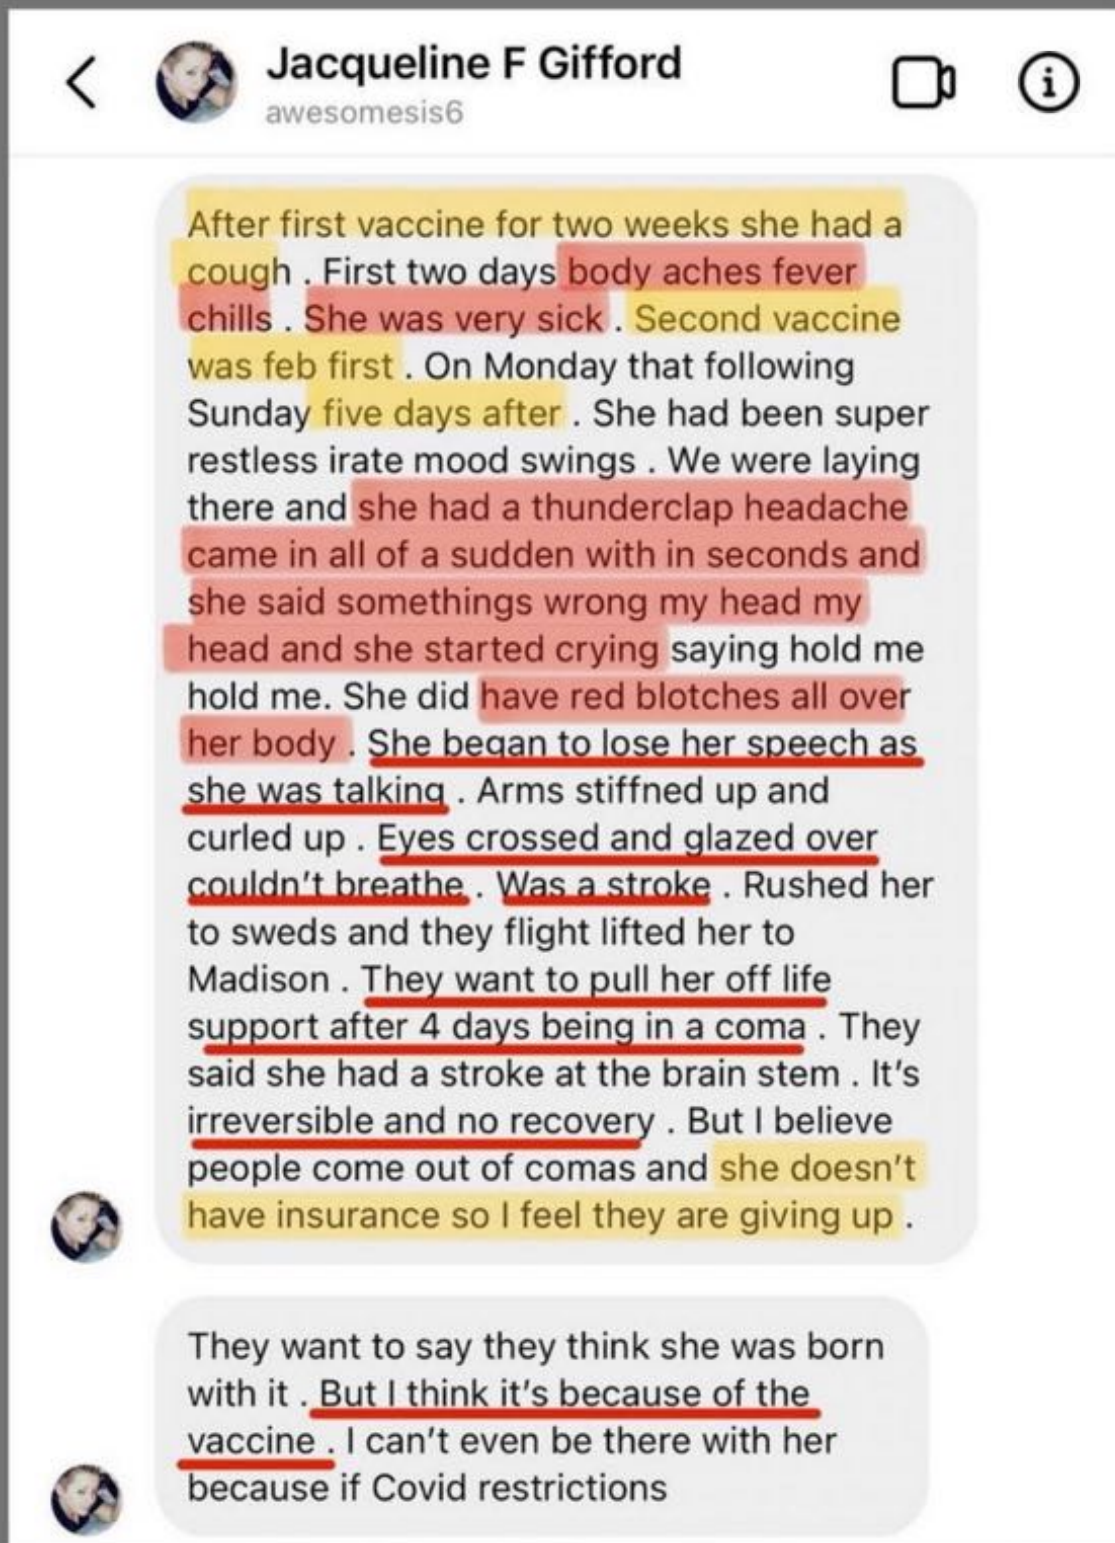 Jacqueline F Gifford
awesomesis6
After first vaccine for two weeks she had a
cough . First two days body aches fever
chills . She was very sick . Second vaccine
was feb first . On Monday that following
Sunday five days after . She had been super
restless irate mood swings . We were laying
there and she had a thunderclap headache
came in all of a sudden with in seconds and
she said somethings wrong my head my
head and she started crying saying hold me
hold me. She did have red blotches all over
her body . She began to lose her speech as
she was talking . Arms stiffned up and
curled up . Eyes crossed and glazed over
couldn't breathe . Was a stroke . Rushed her
to sweds and they flight lifted her to
Madison . They want to pull her off life
support after 4 days being in a coma . They
said she had a stroke at the brain stem . It's
irreversible and no recovery . But I believe
people come out of comas and she doesn't
have insurance so I feel they are giving up .
They want to say they think she was born
with it . But I think it's because of the
vaccine . I can't even be there with her
because if Covid restrictions